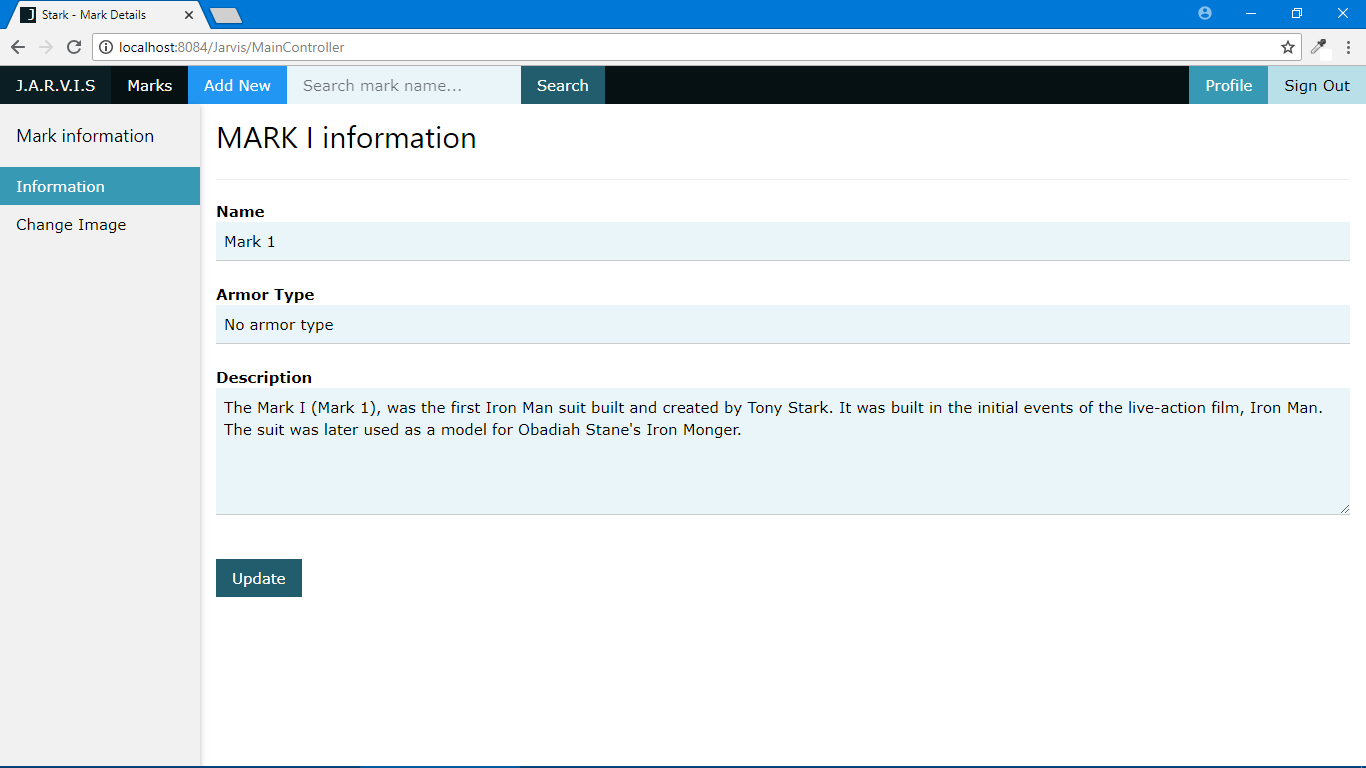 Stark - Mark Details
localhost:8084/Jarvis/MainController
J.A.R.V.I.S Marks Add New Search mark name... Search Profile Sign Out
Mark information
Information
Change Image
MARK I information
Name
Mark 1
Armor Type
No armor type
Description
The Mark I (Mark 1), was the first Iron Man suit built and created by Tony Stark. It was built in the initial events of the live-action film, Iron Man.
The suit was later used as a model for Obadiah Stane's Iron Monger.
Update